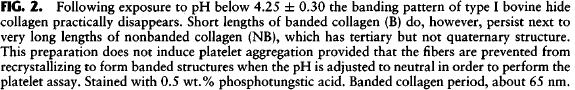 FIG. 2. Following exposure to pH below 4.25 ± 0.30 the banding pattern of type I bovine hide
collagen practically disappears. Short lengths of banded collagen (B) do, however, persist next to
very long lengths of nonbanded collagen (NB), which has tertiary but not quaternary structure.
This preparation does not induce platelet aggregation provided that the fibers are prevented from
recrystallizing to form banded structures when the pH is adjusted to neutral in order to perform the
platelet assay. Stained with 0.5 wt.% phosphotungstic acid. Banded collagen period, about 65 nm.